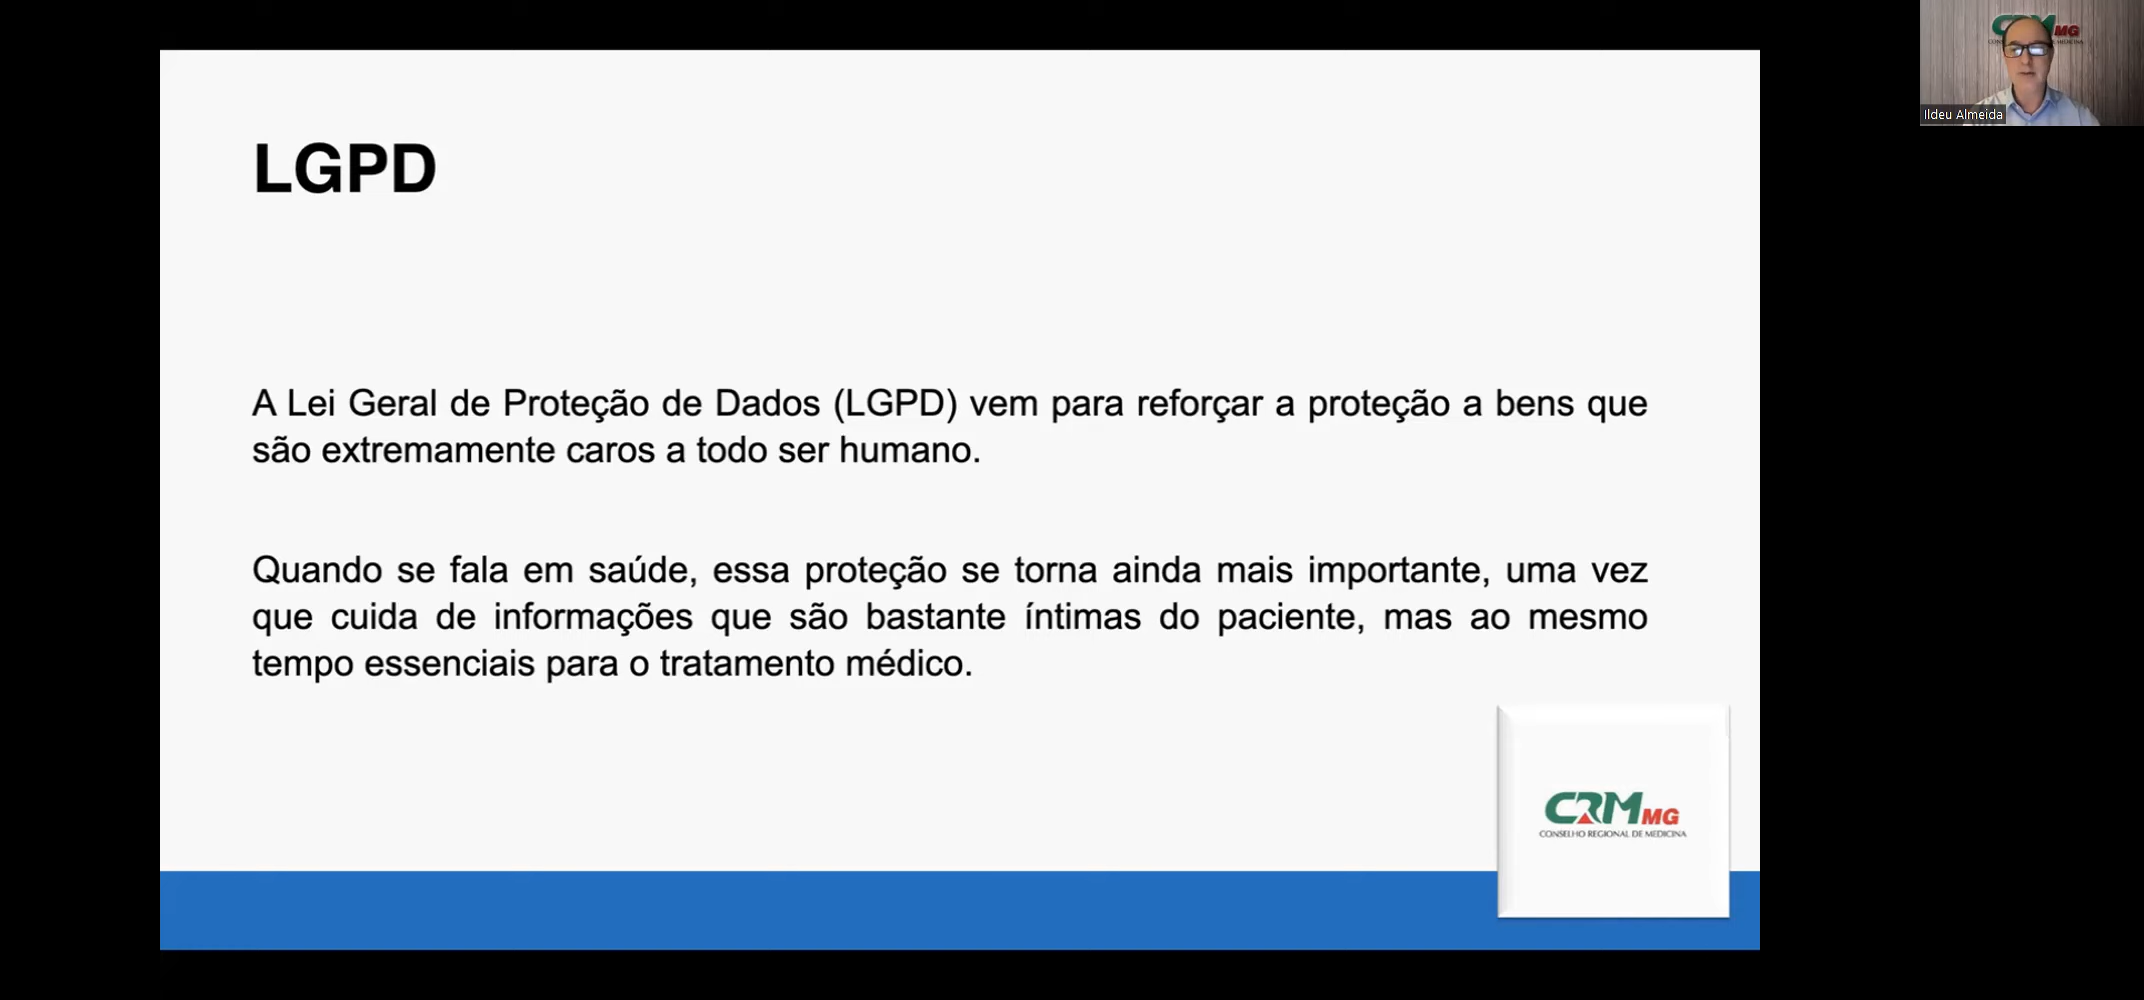 LGPD
A Lei Geral de Proteção de Dados (LGPD) vem para reforçar a proteção a bens que
são extremamente caros a todo ser humano.
Quando se fala em saúde, essa proteção se torna ainda mais importante, uma vez
que cuida de informações que são bastante íntimas do paciente, mas ao mesmo
tempo essenciais para o tratamento médico.
CRMMG
CONSELHO REGIONAL DE MEDICINA
MG
Ildeu Almeida